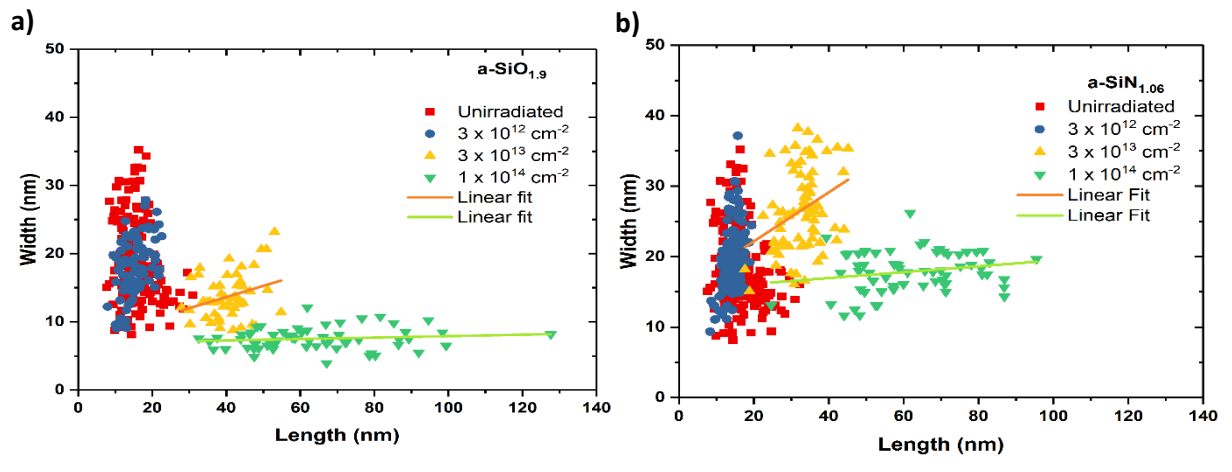 a)
a-SiO1.9
Unirradiated
3 x 10^12 cm^-2
3 x 10^13 cm^-2
1 x 10^14 cm^-2
Linear fit
Linear fit
Width (nm)
50
40
30
20
10
0
0 20 40 60 80 100 120 140
Length (nm)
b)
a-SiN1.06
Unirradiated
3 x 10^12 cm^-2
3 x 10^13 cm^-2
1 x 10^14 cm^-2
Linear Fit
Linear Fit
Width (nm)
50
40
30
20
10
0
0 20 40 60 80 100 120 140
Length (nm)